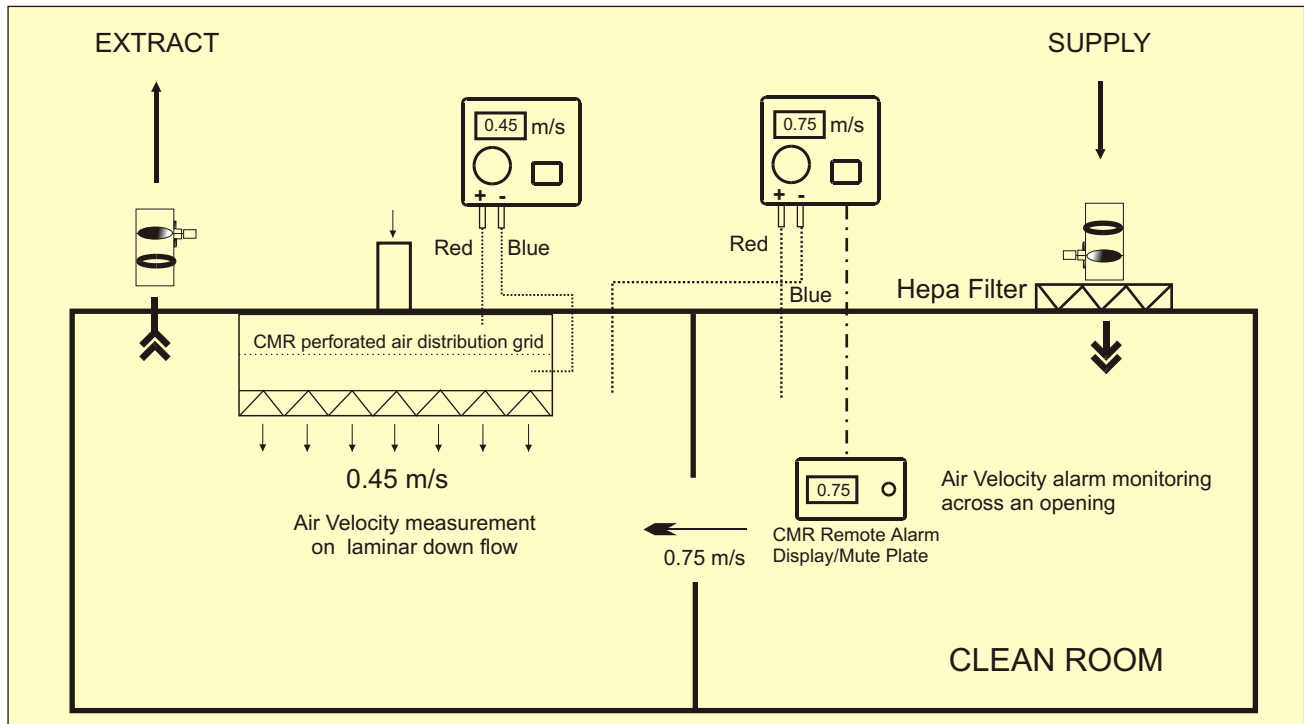 EXTRACT
SUPPLY
0.45 m/s
0.75 m/s
+ -
+ -
Red
Blue
Red
Blue
Hepa Filter
CMR perforated air distribution grid
0.45 m/s
Air Velocity measurement
on laminar down flow
0.75 m/s
0.75
CMR Remote Alarm
Display/Mute Plate
Air Velocity alarm monitoring
across an opening
CLEAN ROOM